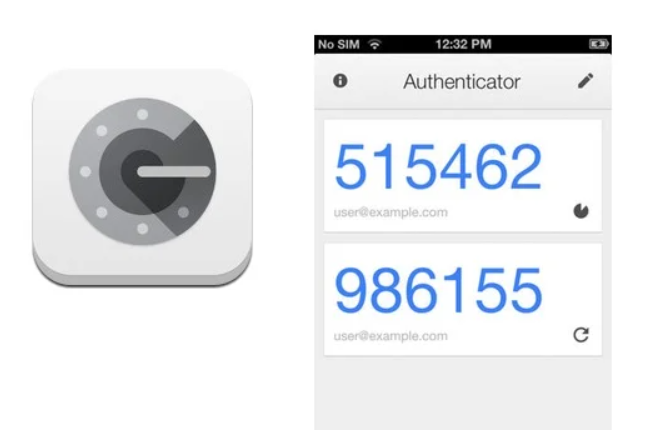 No SIM 12:32 PM
Authenticator
515462
user@example.com
986155
user@example.com